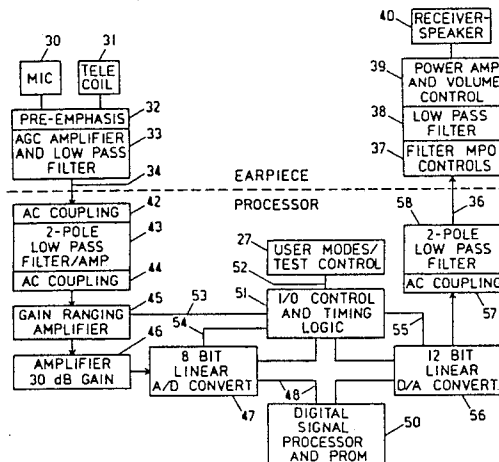 30
31
MIC
TELE
COIL
32
PRE-EMPHASIS
33
AGC AMPLIFIER
AND LOW PASS
FILTER
34
40
RECEIVER-
SPEAKER
39
POWER AMP
AND VOLUME
CONTROL
38
LOW PASS
FILTER
37
FILTER MPO
CONTROLS
EARPIECE
PROCESSOR
42
AC COUPLING
43
2-POLE
LOW PASS
FILTER/AMP
44
AC COUPLING
45
GAIN RANGING
AMPLIFIER
46
AMPLIFIER
30 dB GAIN
53
54
27
USER MODES/
TEST CONTROL
52
51
I/O CONTROL
AND TIMING
LOGIC
55
58
36
2-POLE
LOW PASS
FILTER
AC COUPLING
57
8 BIT
LINEAR
A/D CONVERT.
47
48
12 BIT
LINEAR
D/A CONVERT.
56
DIGITAL
SIGNAL
PROCESSOR
AND PROM
50